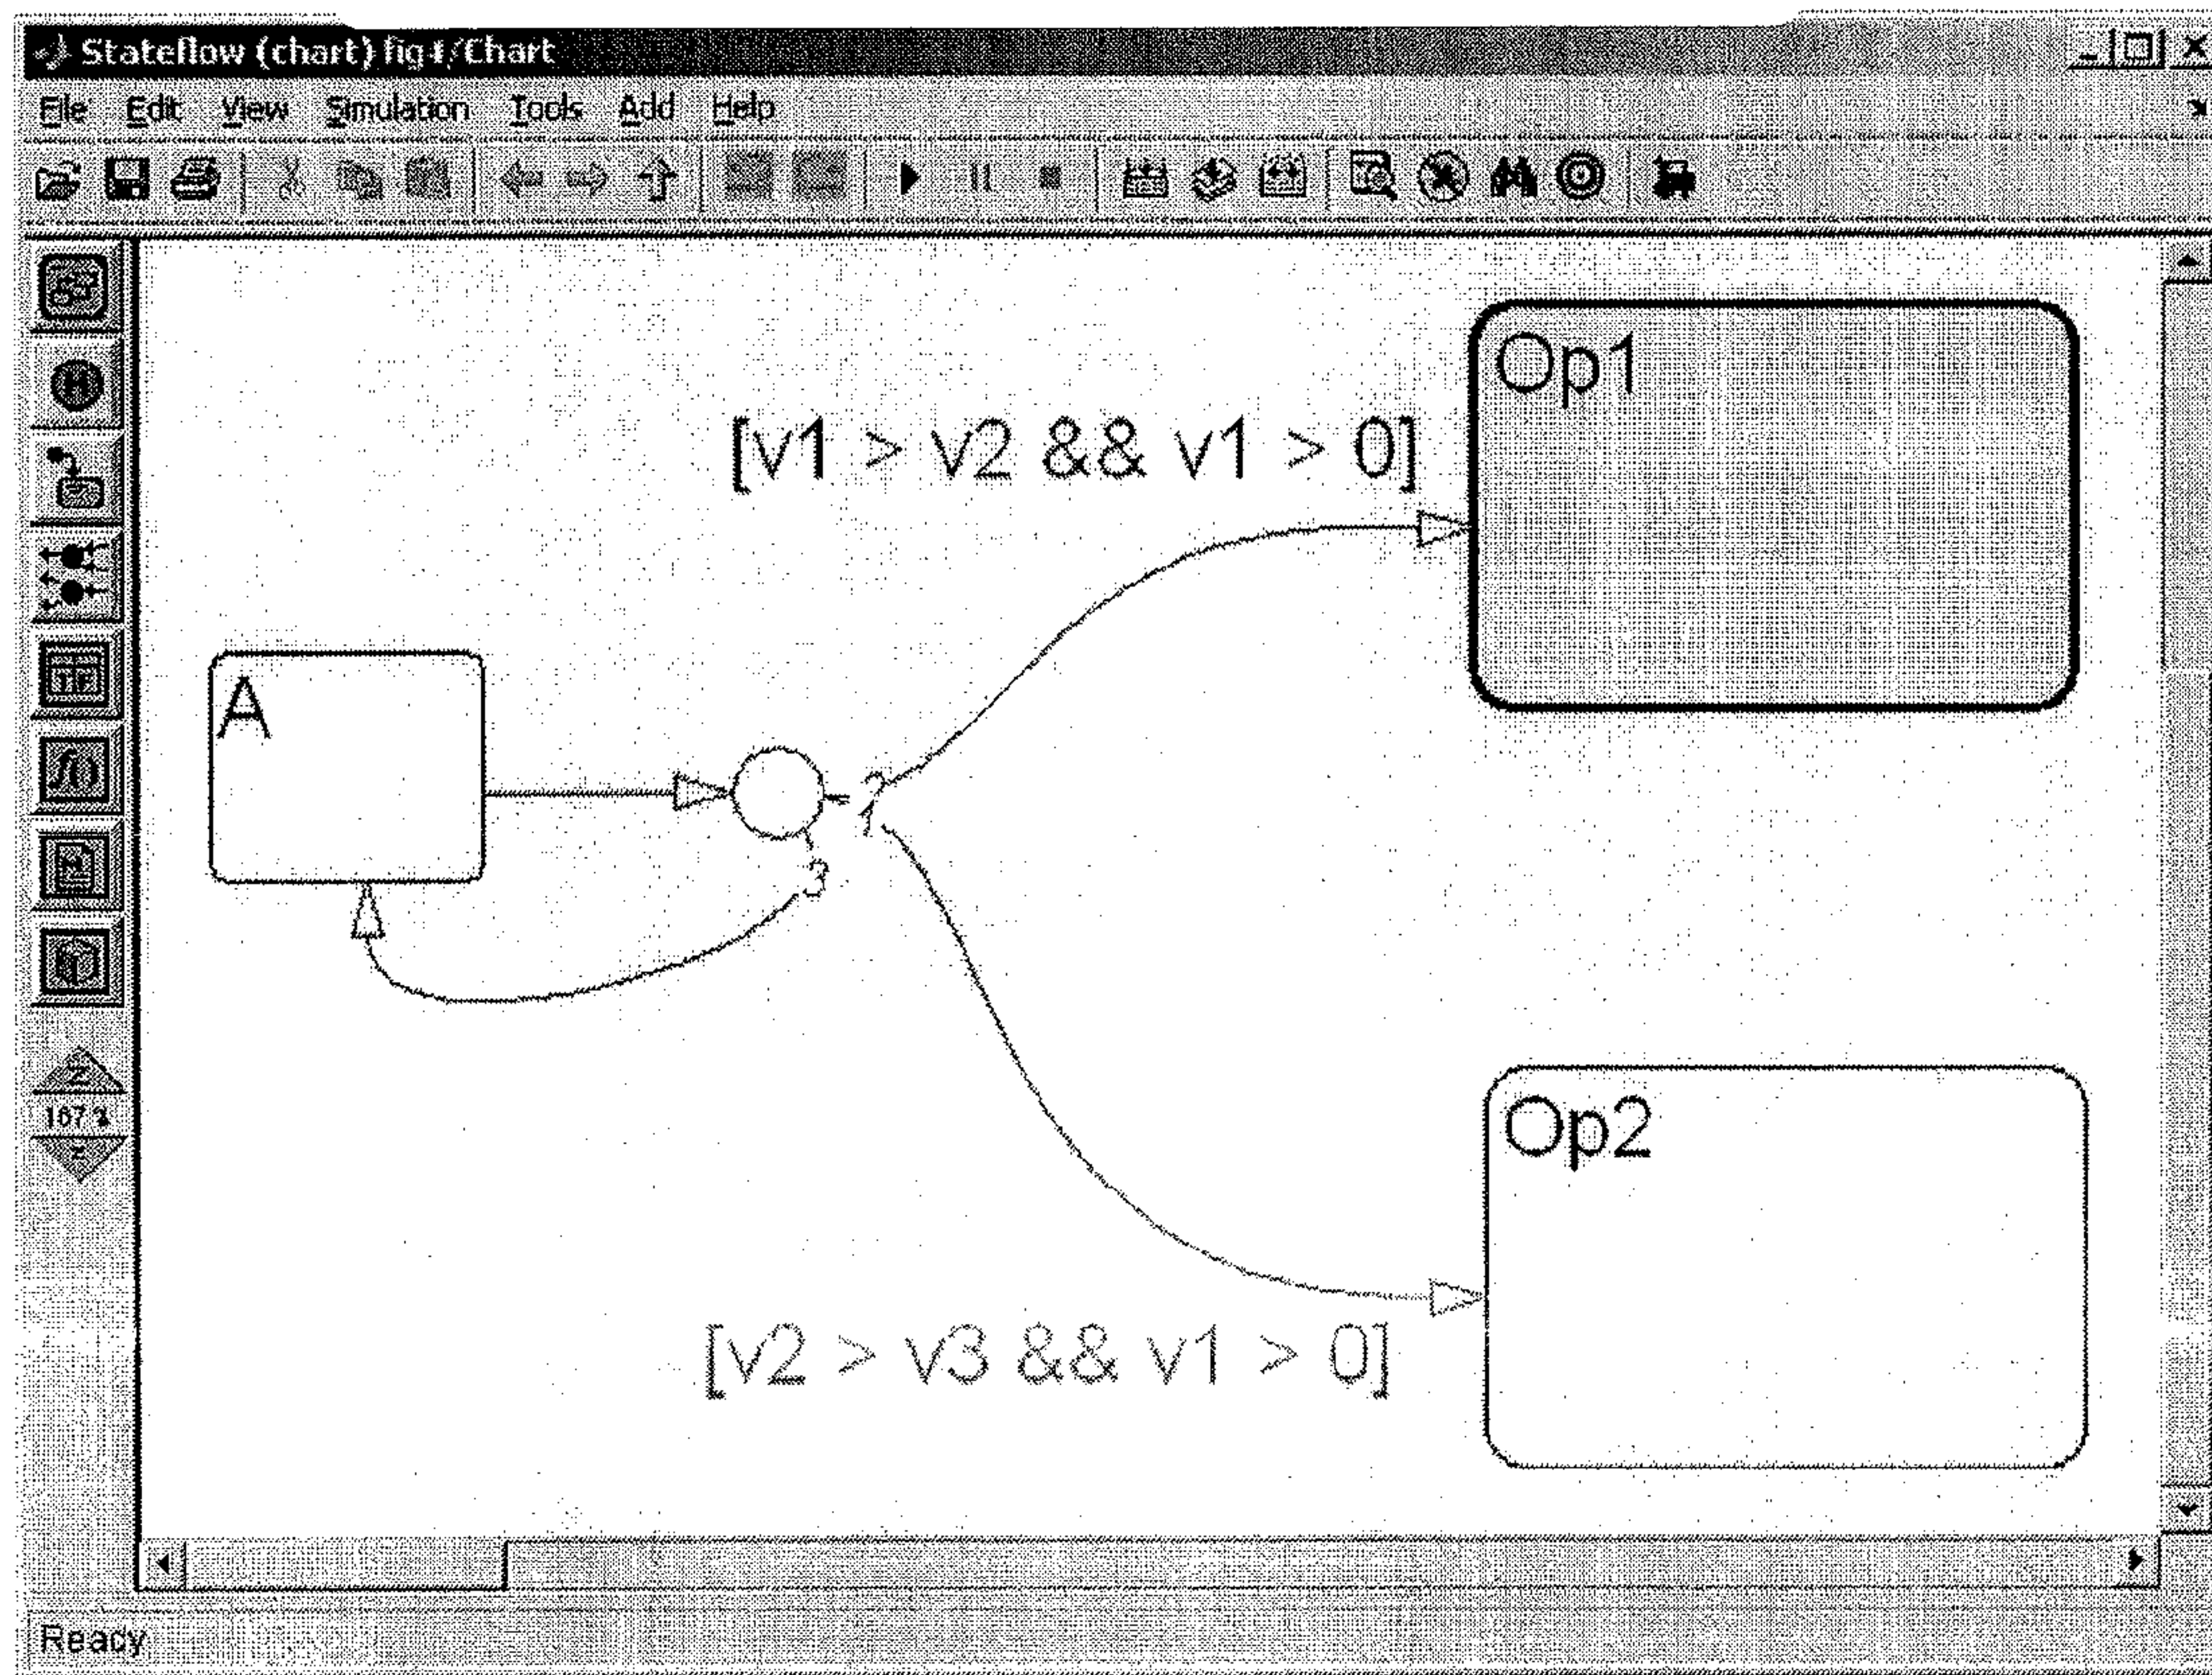 Stateflow (chart) fig4/Chart
File Edit View Simulation Tools Add Help
Op1
[v1 > v2 && v1 > 0]
A
2
3
Op2
[v2 > v3 && v1 > 0]
Ready